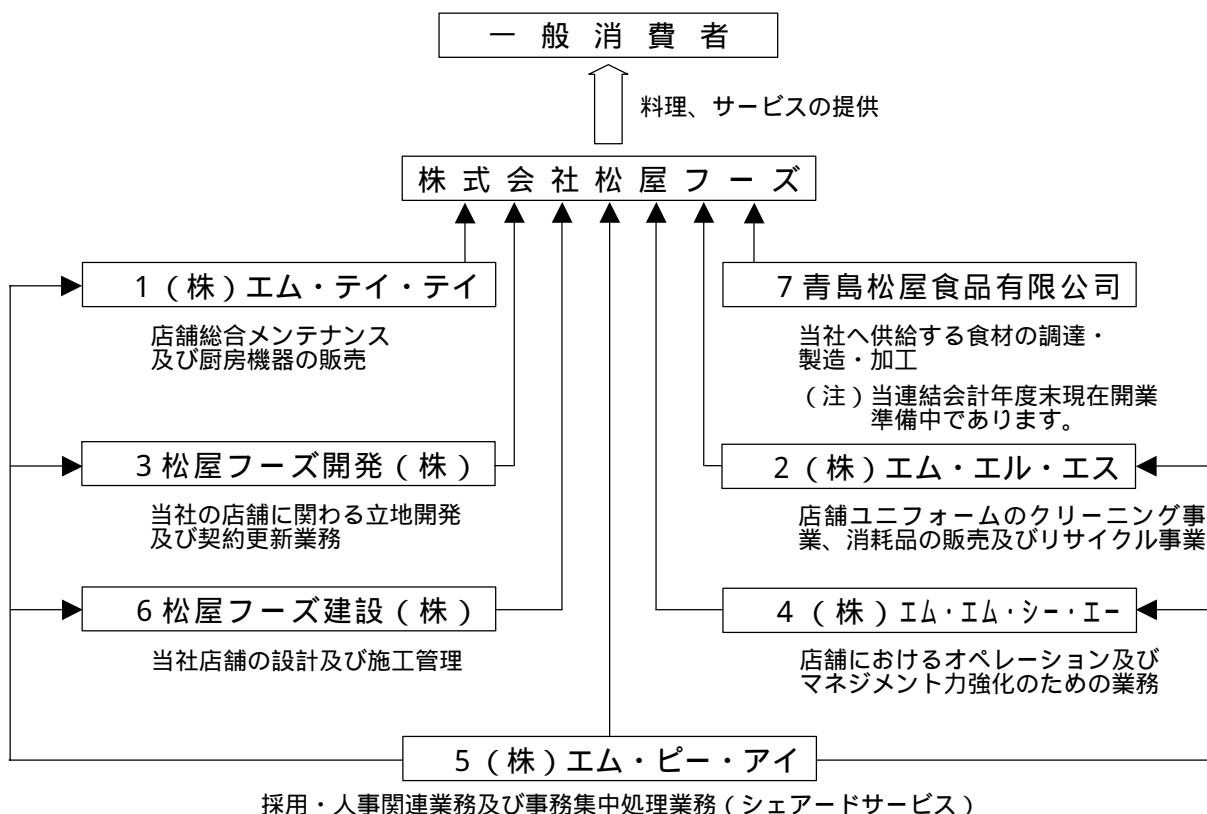 一般消費者
料理、サービスの提供
株式会社松屋フーズ
1（株）エム・テイ・テイ
店舗総合メンテナンス
及び厨房機器の販売
7青島松屋食品有限公司
当社へ供給する食材の調達・
製造・加工
（注）当連結会計年度末現在開業
準備中であります。
3松屋フーズ開発（株）
当社の店舗に関わる立地開発
及び契約更新業務
2（株）エム・エル・エス
店舗ユニフォームのクリーニング事
業、消耗品の販売及びリサイクル事業
6松屋フーズ建設（株）
当社店舗の設計及び施工管理
4（株）ｴﾑ・ｴﾑ・ｼｰ・ｴｰ
店舗におけるオペレーション及び
マネジメント力強化のための業務
5（株）エム・ピー・アイ
採用・人事関連業務及び事務集中処理業務（シェアードサービス）